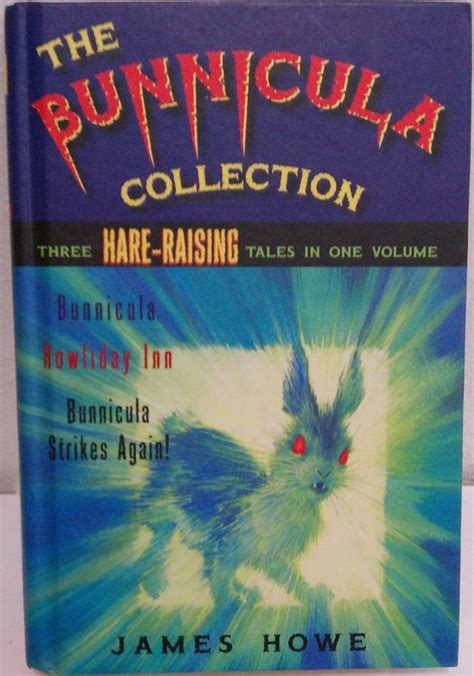 THE
BUNNICULA
COLLECTION
THREE HARE-RAISING TALES IN ONE VOLUME
Bunnicula
Howliday Inn
Bunnicula
Strikes Again!
JAMES HOWE